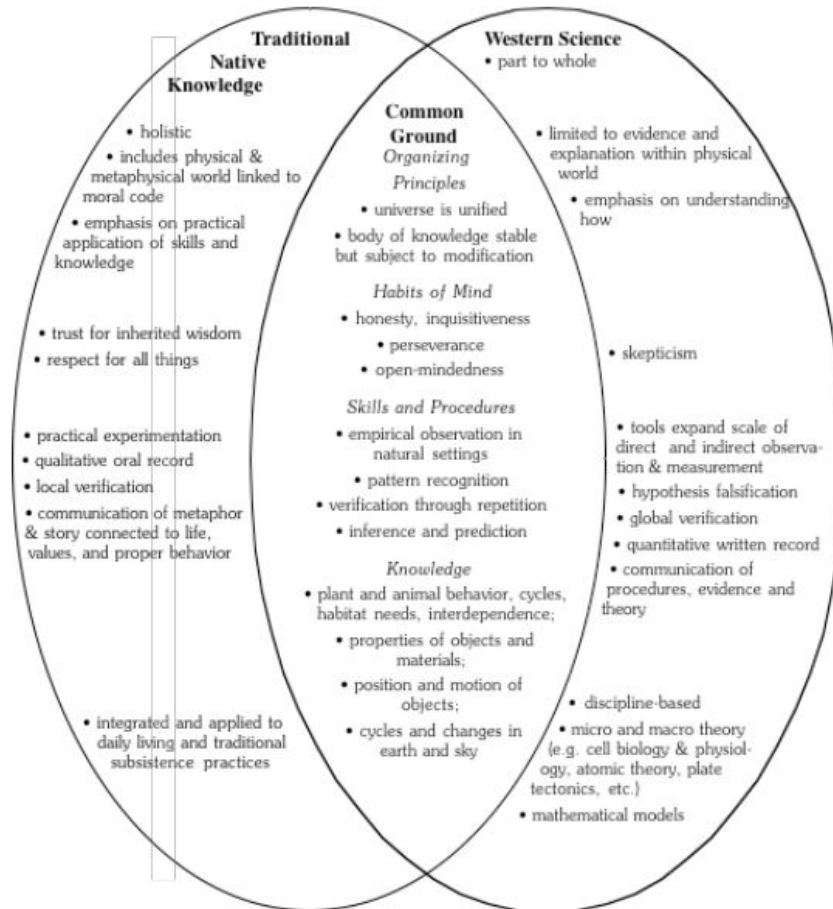 Traditional
Native
Knowledge
• holistic
• includes physical &
metaphysical world linked to
moral code
• emphasis on practical
application of skills and
knowledge
• trust for inherited wisdom
• respect for all things
• practical experimentation
• qualitative oral record
• local verification
• communication of metaphor
& story connected to life,
values, and proper behavior
• integrated and applied to
daily living and traditional
subsistence practices
Common
Ground
Organizing
Principles
• universe is unified
• body of knowledge stable
but subject to modification
Habits of Mind
• honesty, inquisitiveness
• perseverance
• open-mindedness
Skills and Procedures
• empirical observation in
natural settings
• pattern recognition
• verification through repetition
• inference and prediction
Knowledge
• plant and animal behavior, cycles,
habitat needs, interdependence;
• properties of objects and
materials;
• position and motion of
objects;
• cycles and changes in
earth and sky
Western Science
• part to whole
• limited to evidence and
explanation within physical
world
• emphasis on understanding
how
• skepticism
• tools expand scale of
direct and indirect observa-
tion & measurement
• hypothesis falsification
• global verification
• quantitative written record
• communication of
procedures, evidence and
theory
• discipline-based
• micro and macro theory
(e.g. cell biology & physiol-
ogy, atomic theory, plate
tectonics, etc.)
• mathematical models